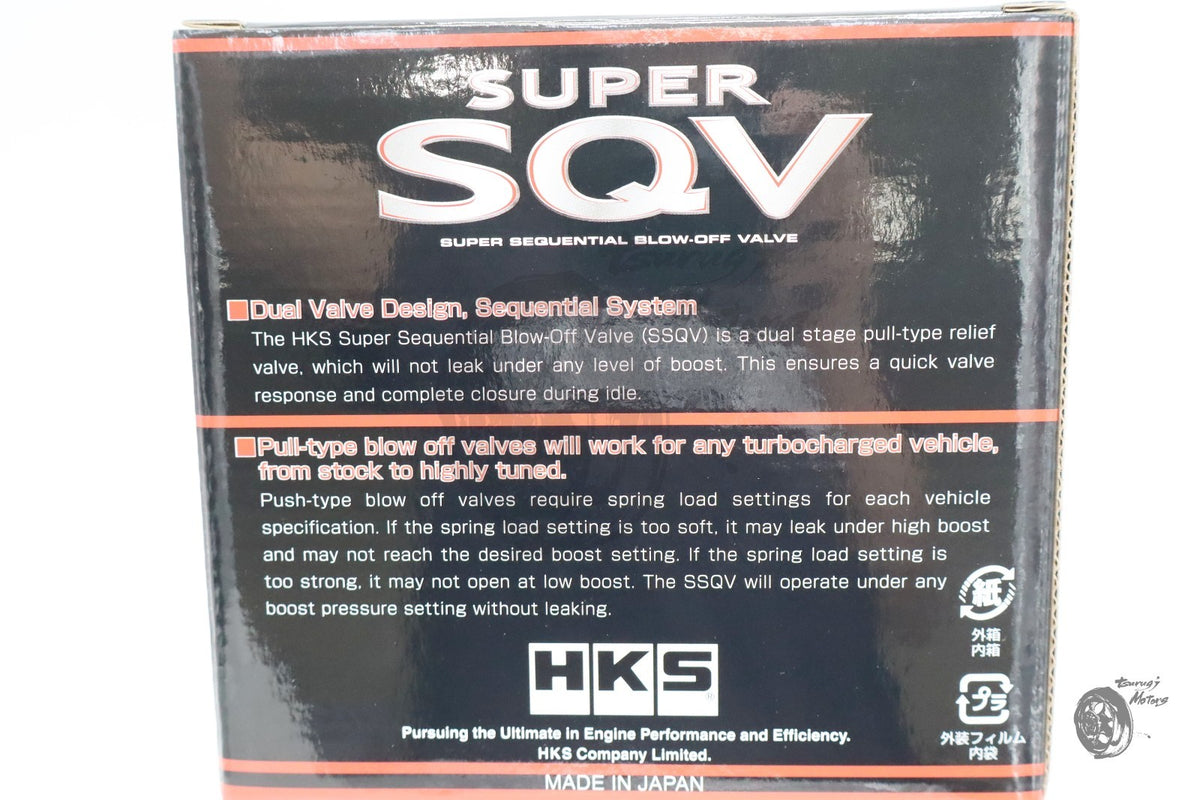 SUPER
SQV
SUPER SEQUENTIAL BLOW-OFF VALVE
Dual Valve Design, Sequential System
The HKS Super Sequential Blow-Off Valve (SSQV) is a dual stage pull-type relief
valve, which will not leak under any level of boost. This ensures a quick valve
response and complete closure during idle.
Pull-type blow off valves will work for any turbocharged vehicle,
from stock to highly tuned.
Push-type blow off valves require spring load settings for each vehicle
specification. If the spring load setting is too soft, it may leak under high boost
and may not reach the desired boost setting. If the spring load setting is
too strong, it may not open at low boost. The SSQV will operate under any
boost pressure setting without leaking.
紙
外箱
内箱
HKS
プラ
外装フィルム
内袋
Pursuing the Ultimate in Engine Performance and Efficiency.
HKS Company Limited.
MADE IN JAPAN
tsurugi
Motors